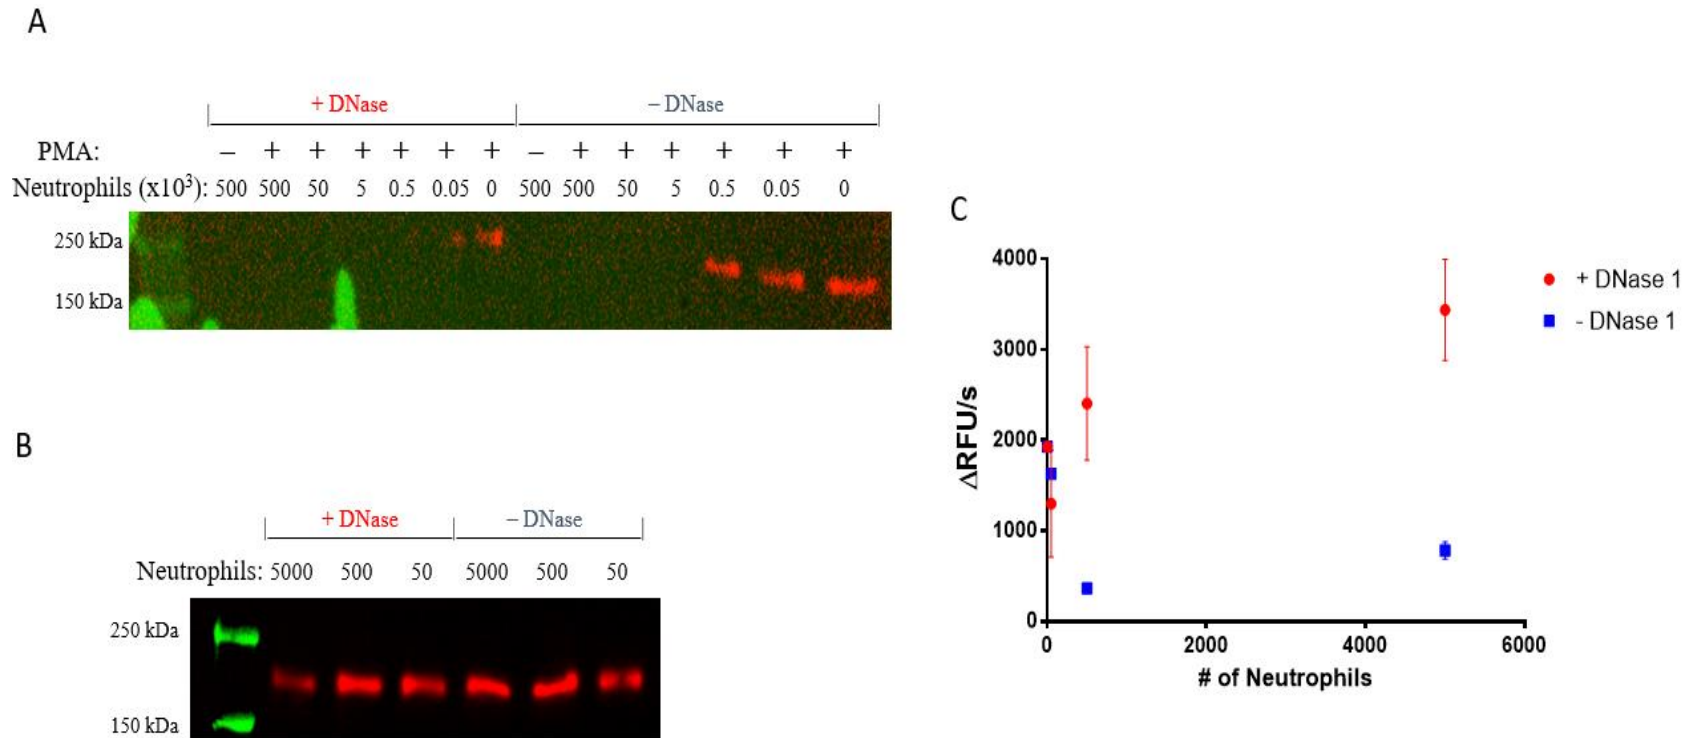 A
+ DNase – DNase
PMA: – + + + + + + – + + + + + +
Neutrophils (x10³): 500 500 50 5 0.5 0.05 0 500 500 50 5 0.5 0.05 0
250 kDa
150 kDa
B
+ DNase – DNase
Neutrophils: 5000 500 50 5000 500 50
250 kDa
150 kDa
C
4000
3000
2000
1000
0
ΔRFU/s
0 2000 4000 6000
# of Neutrophils
+ DNase 1
- DNase 1